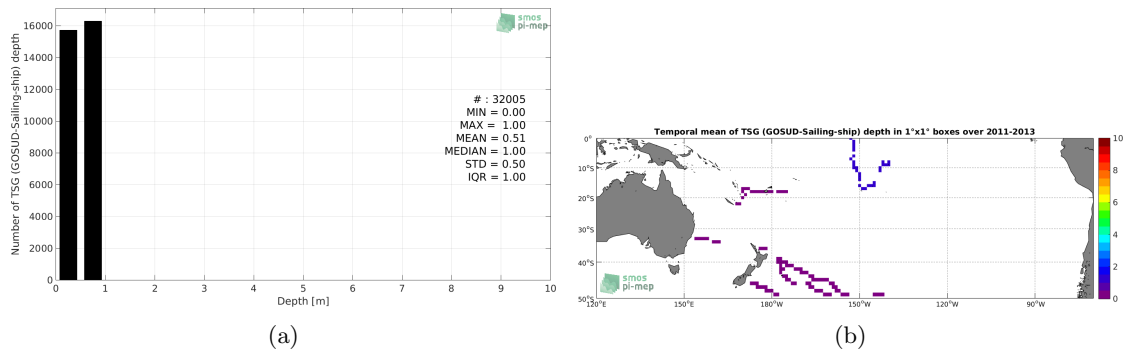 16000
14000
12000
10000
8000
6000
4000
2000
0
Number of TSG (GOSUD-Sailing-ship) depth
smos
pi-mep
# : 32005
MIN = 0.00
MAX = 1.00
MEAN = 0.51
MEDIAN = 1.00
STD = 0.50
IQR = 1.00
0 1 2 3 4 5 6 7 8 9 10
Depth [m]
(a)
Temporal mean of TSG (GOSUD-Sailing-ship) depth in 1°x1° boxes over 2011-2013
0°
10°S
20°S
30°S
40°S
50°S
smos
pi-mep
120°E 150°E 180°W 150°W 120°W 90°W
10
8
6
4
2
0
(b)